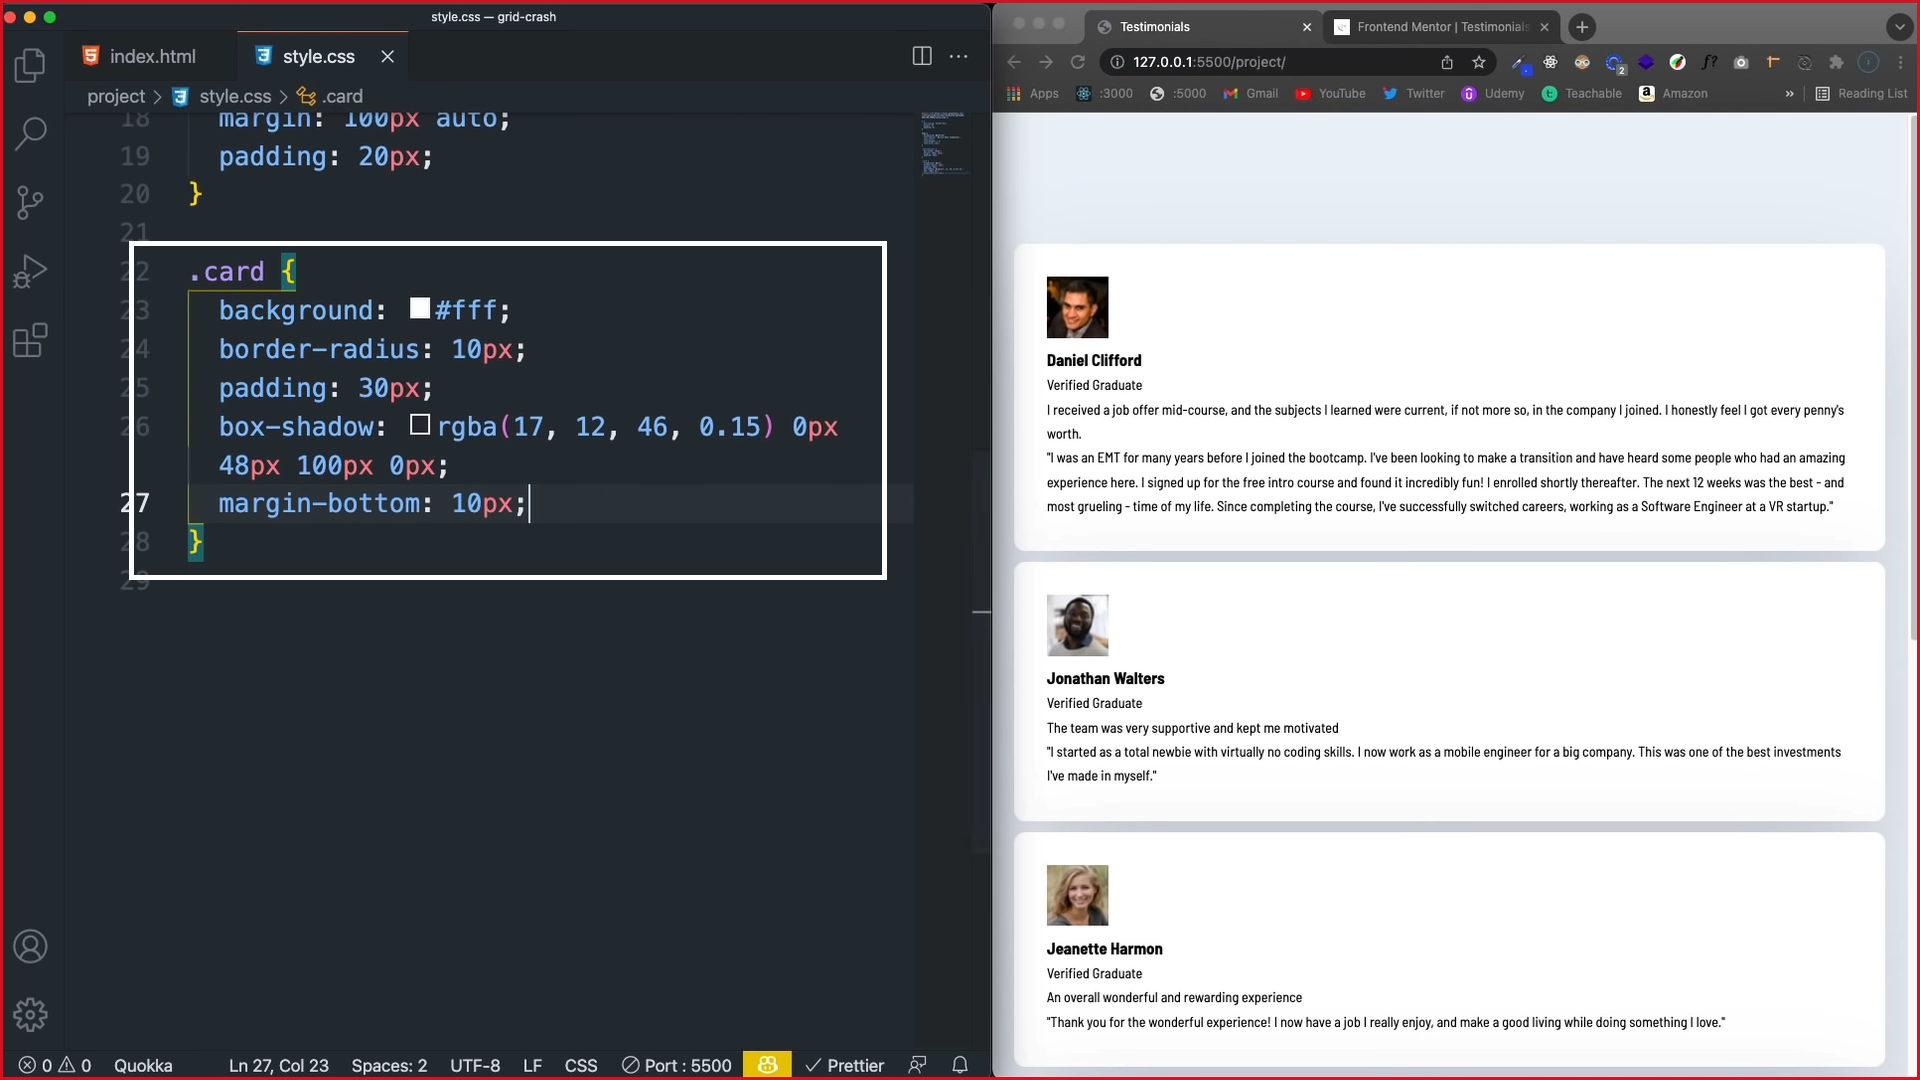 style.css — grid-crash
index.html
style.css
project > style.css > .card
18 margin: 100px auto;
19 padding: 20px;
20 }
21
22 .card {
23 background: #fff;
24 border-radius: 10px;
25 padding: 30px;
26 box-shadow: rgba(17, 12, 46, 0.15) 0px
48px 100px 0px;
27 margin-bottom: 10px;
28 }
29
0 0 Quokka Ln 27, Col 23 Spaces: 2 UTF-8 LF CSS Port : 5500 Prettier
Testimonials
Frontend Mentor | Testimonials
127.0.0.1:5500/project/
Apps :3000 :5000 Gmail YouTube Twitter Udemy Teachable Amazon » Reading List
Daniel Clifford
Verified Graduate
I received a job offer mid-course, and the subjects I learned were current, if not more so, in the company I joined. I honestly feel I got every penny's
worth.
"I was an EMT for many years before I joined the bootcamp. I've been looking to make a transition and have heard some people who had an amazing
experience here. I signed up for the free intro course and found it incredibly fun! I enrolled shortly thereafter. The next 12 weeks was the best - and
most grueling - time of my life. Since completing the course, I've successfully switched careers, working as a Software Engineer at a VR startup."
Jonathan Walters
Verified Graduate
The team was very supportive and kept me motivated
"I started as a total newbie with virtually no coding skills. I now work as a mobile engineer for a big company. This was one of the best investments
I've made in myself."
Jeanette Harmon
Verified Graduate
An overall wonderful and rewarding experience
"Thank you for the wonderful experience! I now have a job I really enjoy, and make a good living while doing something I love."